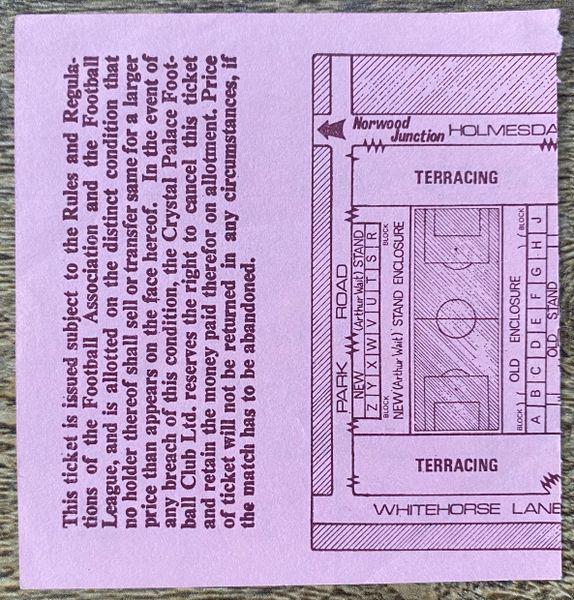 This ticket is issued subject to the Rules and Regula-
tions of the Football Association and the Football
League, and is allotted on the distinct condition that
no holder thereof shall sell or transfer same for a larger
price than appears on the face hereof. In the event of
any breach of this condition, the Crystal Palace Foot-
ball Club Ltd. reserves the right to cancel this ticket
and retain the money paid therefor on allotment. Price
of ticket will not be returned in any circumstances, if
the match has to be abandoned.
Norwood
Junction
HOLMESDA
TERRACING
PARK ROAD
NEW (Arthur Wait) STAND
Z Y X W V U T S R
BLOCK
BLOCK
NEW (Arthur Wait) STAND ENCLOSURE
BLOCK
OLD ENCLOSURE
BLOCK
A B C D E F G H J
OLD STAND
TERRACING
WHITEHORSE LANE